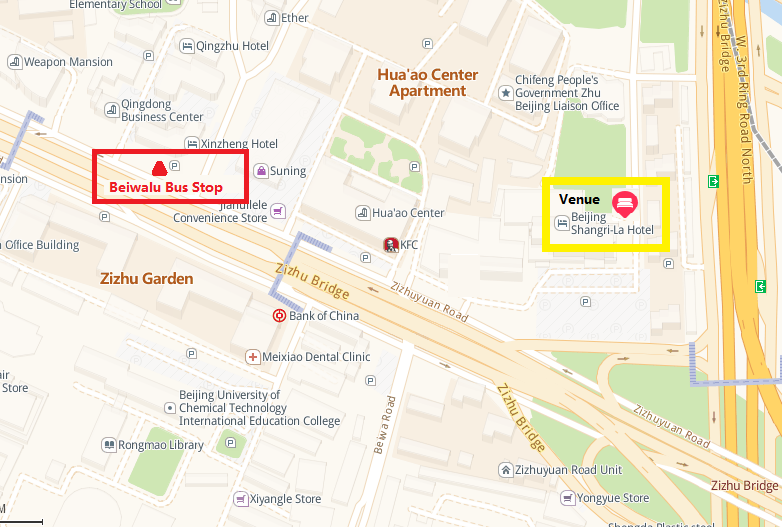 Elementary School
Ether
Qingzhu Hotel
Weapon Mansion
Hua'ao Center
Apartment
Chifeng People's
Government Zhu
Beijing Liaison Office
Zizhu Bridge
W. 3rd Ring Road North
Zizhu Bridge
Qingdong
Business Center
Xinzheng Hotel
Suning
Beiwalu Bus Stop
Convenience Store
Hua'ao Center
Venue
Beijing
Shangri-La Hotel
P
KFC
Office Building
Zizhu Garden
Zizhu Bridge
Zizhuyuan Road
Bank of China
Meixiao Dental Clinic
Store
Beijing University of
Chemical Technology
International Education College
Beiwa Road
Zizhu Bridge
Zizhuyuan Road
Rongmao Library
Zizhuyuan Road Unit
Zizhu Bridge
Xiyangle Store
Yongyue Store
M